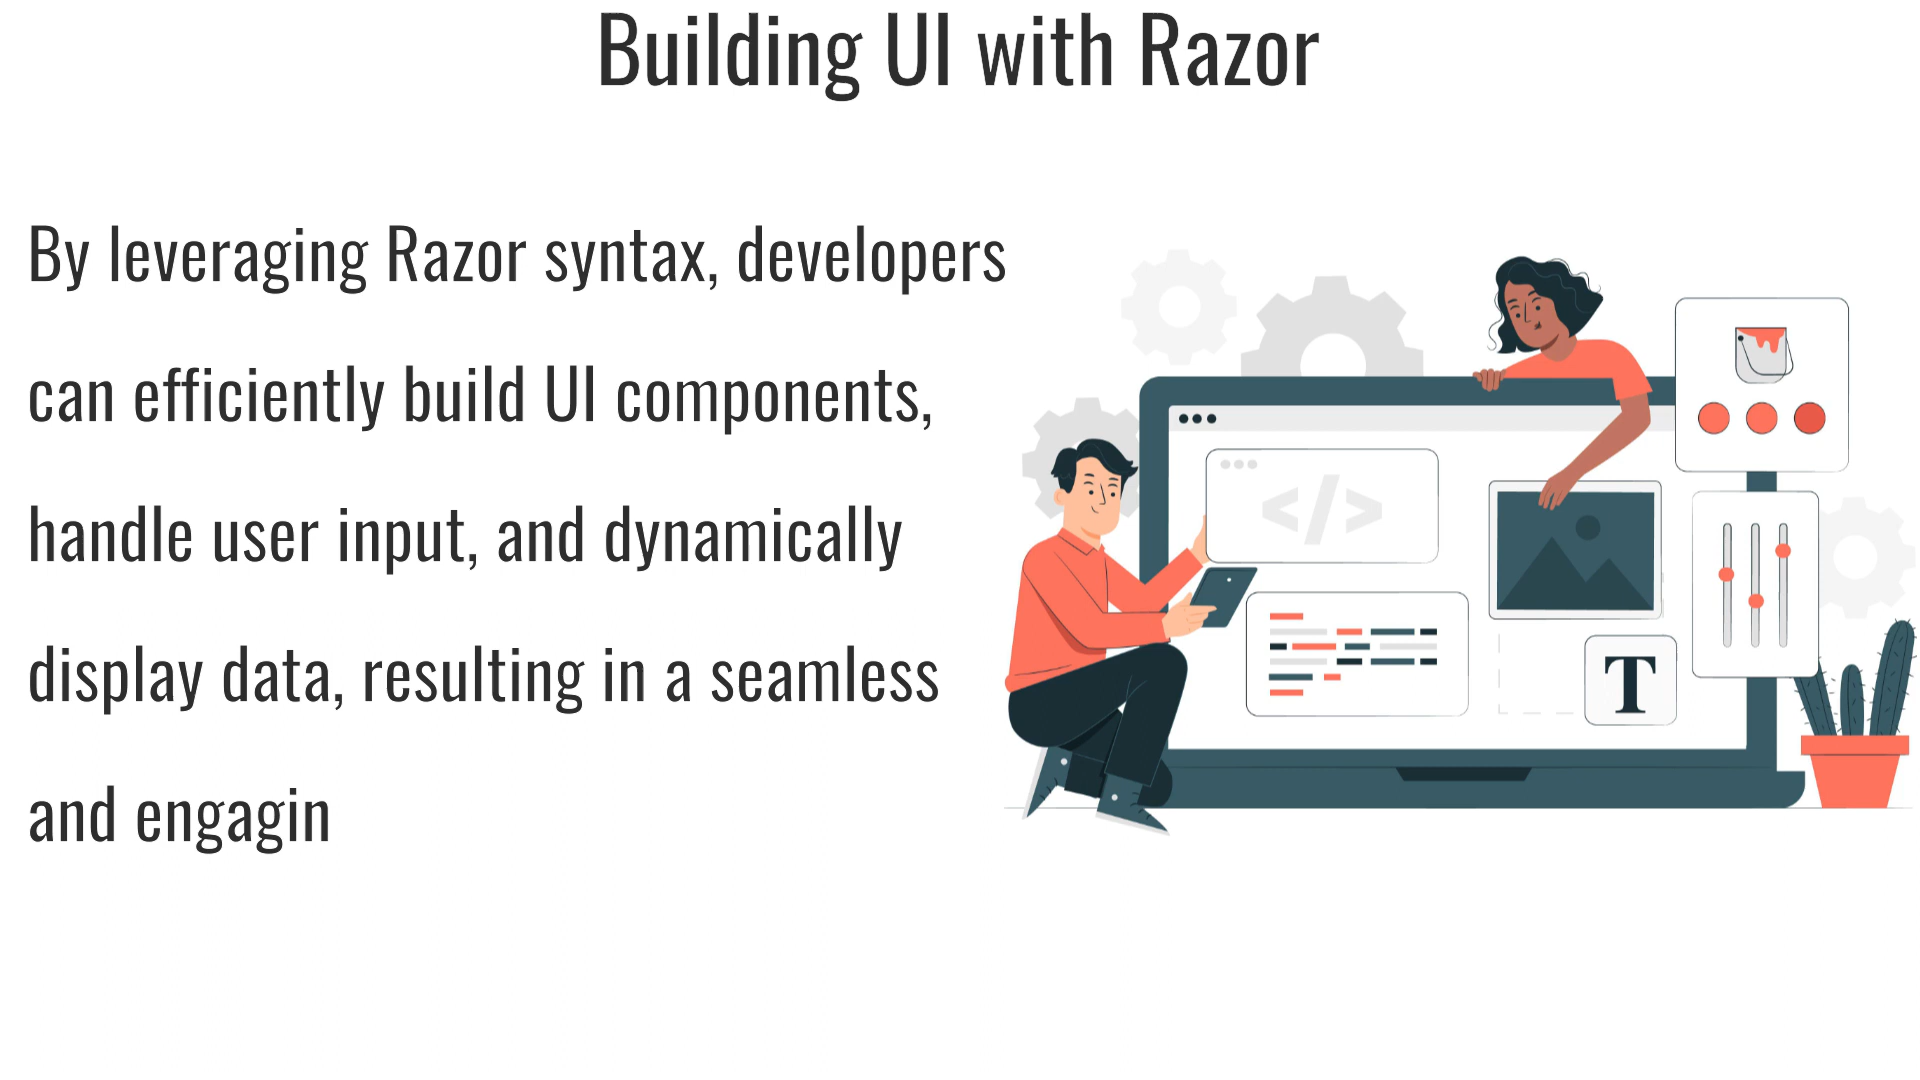 Building UI with Razor
By leveraging Razor syntax, developers
can efficiently build UI components,
handle user input, and dynamically
display data, resulting in a seamless
and engagin
</>
T